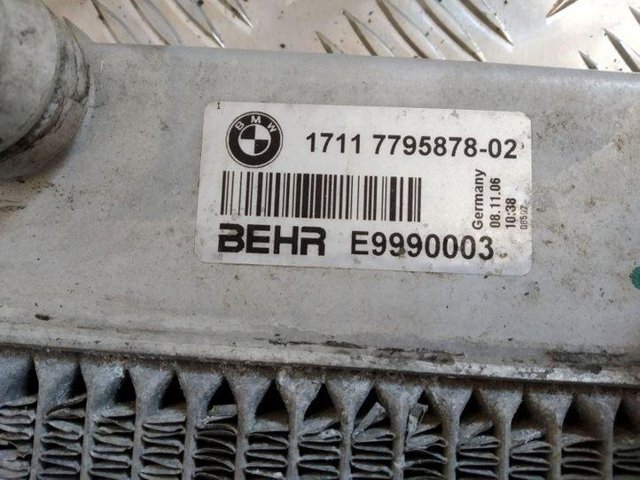 1
BMW
1711 7795878-02
Germany
08.11.06
10:38
BEHR E9990003